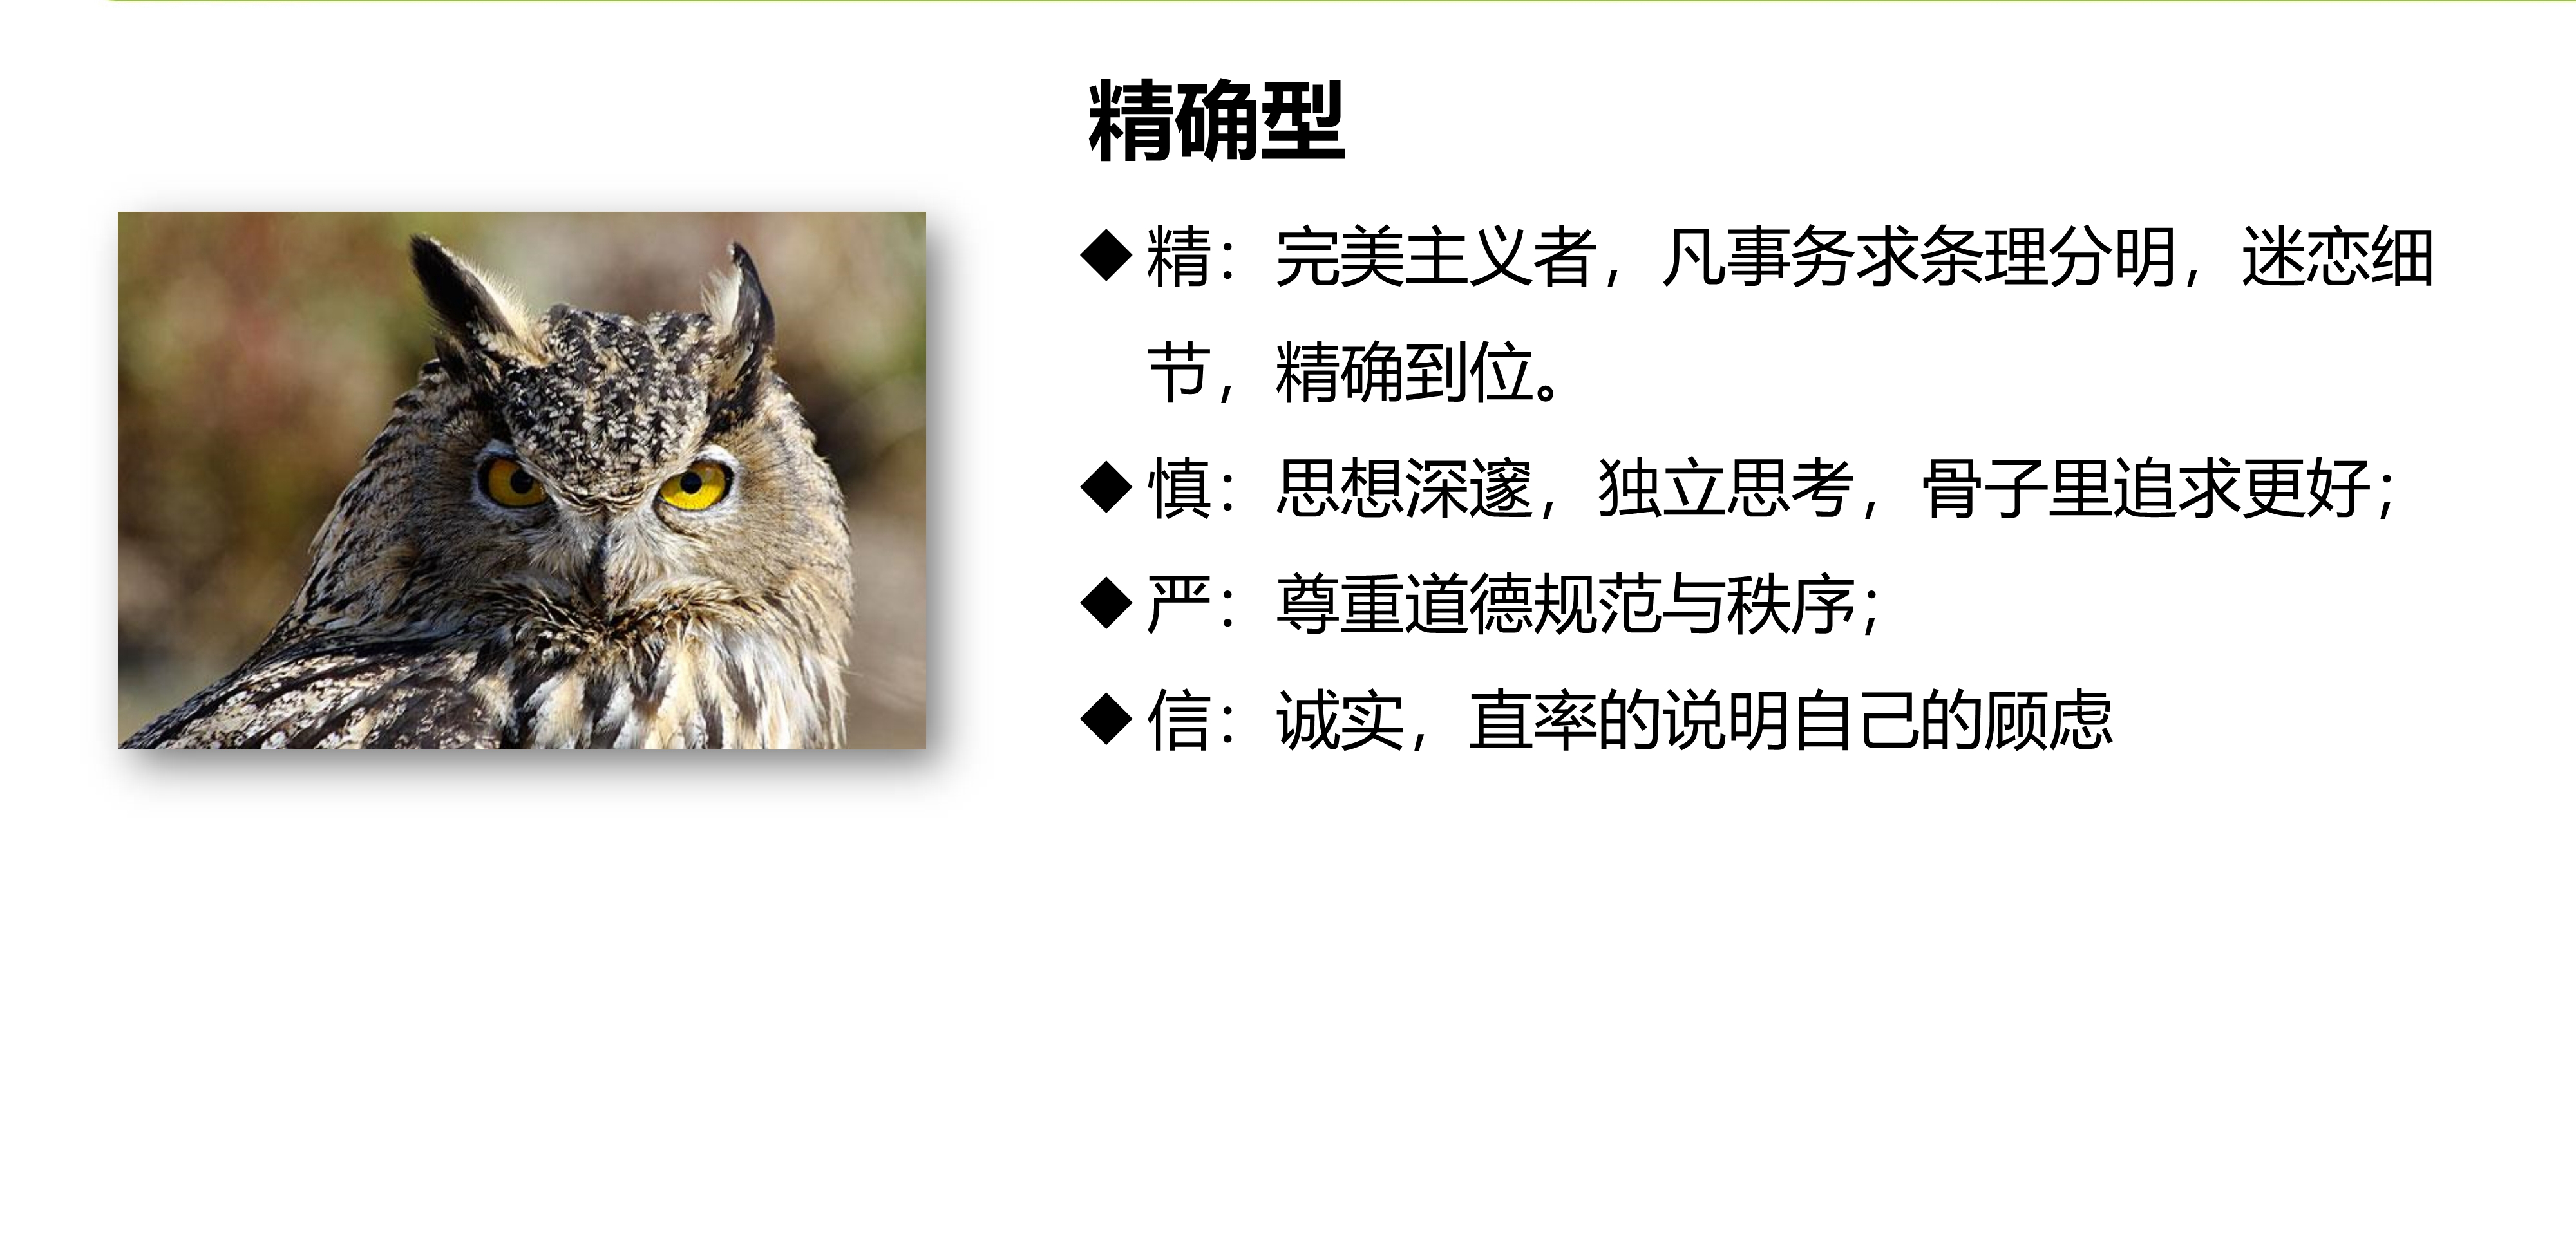 精确型
◆精：完美主义者，凡事务求条理分明，迷恋细
节，精确到位。
◆慎：思想深邃，独立思考，骨子里追求更好；
◆严：尊重道德规范与秩序；
◆信：诚实，直率的说明自己的顾虑